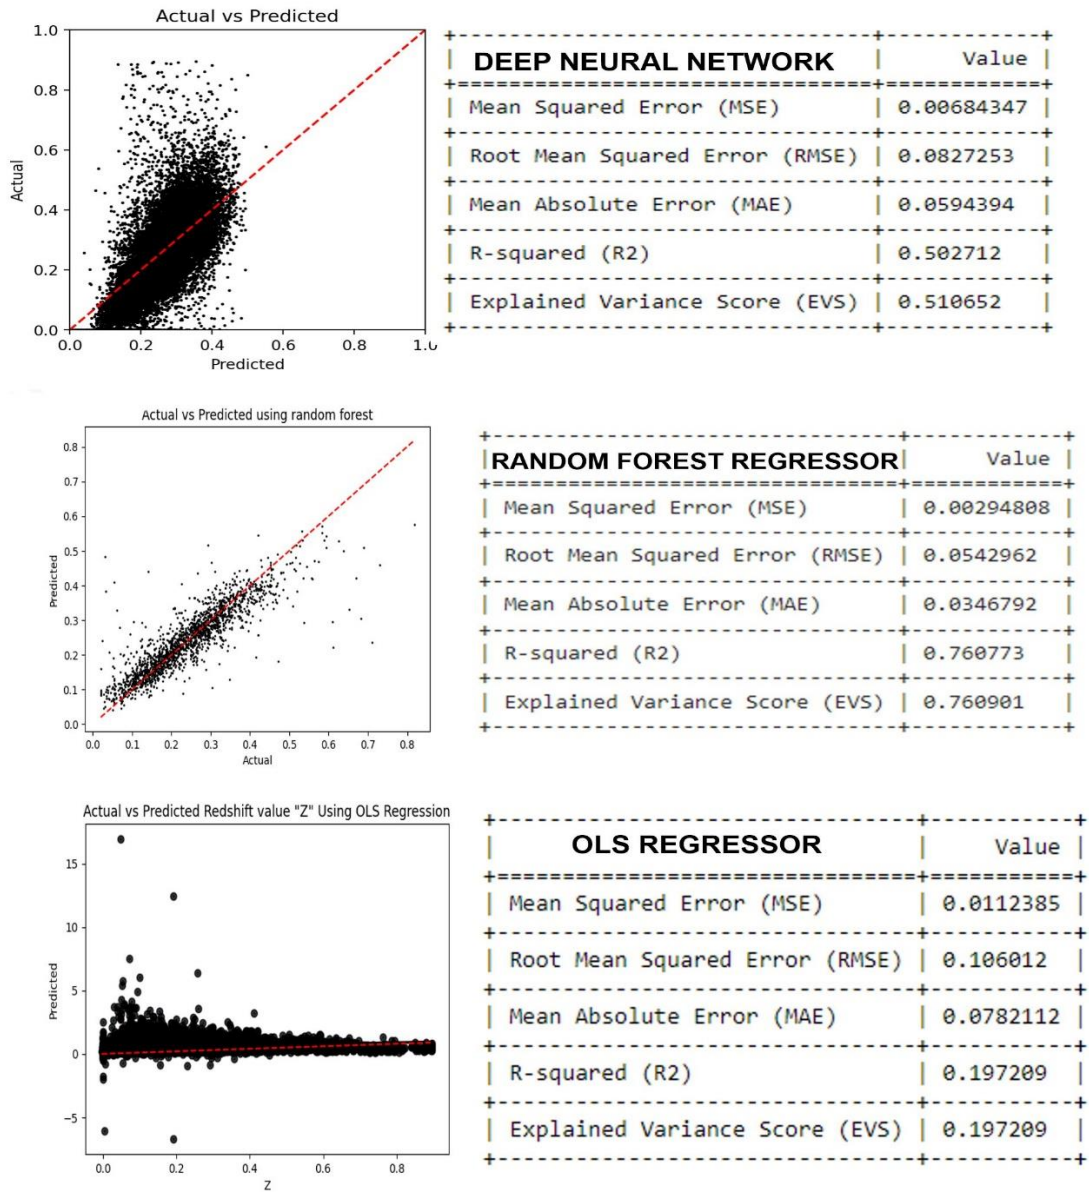 Actual vs Predicted
1.0
0.8
0.6
0.4
0.2
0.0
Actual
0.0 0.2 0.4 0.6 0.8 1.0
Predicted
DEEP NEURAL NETWORK | Value
Mean Squared Error (MSE) | 0.00684347
Root Mean Squared Error (RMSE) | 0.0827253
Mean Absolute Error (MAE) | 0.0594394
R-squared (R2) | 0.502712
Explained Variance Score (EVS) | 0.510652
Actual vs Predicted using random forest
0.8
0.7
0.6
0.5
0.4
0.3
0.2
0.1
0.0
Predicted
0.0 0.1 0.2 0.3 0.4 0.5 0.6 0.7 0.8
Actual
RANDOM FOREST REGRESSOR | Value
Mean Squared Error (MSE) | 0.00294808
Root Mean Squared Error (RMSE) | 0.0542962
Mean Absolute Error (MAE) | 0.0346792
R-squared (R2) | 0.760773
Explained Variance Score (EVS) | 0.760901
Actual vs Predicted Redshift value "Z" Using OLS Regression
15
10
5
0
−5
Predicted
0.0 0.2 0.4 0.6 0.8
Z
OLS REGRESSOR | Value
Mean Squared Error (MSE) | 0.0112385
Root Mean Squared Error (RMSE) | 0.106012
Mean Absolute Error (MAE) | 0.0782112
R-squared (R2) | 0.197209
Explained Variance Score (EVS) | 0.197209